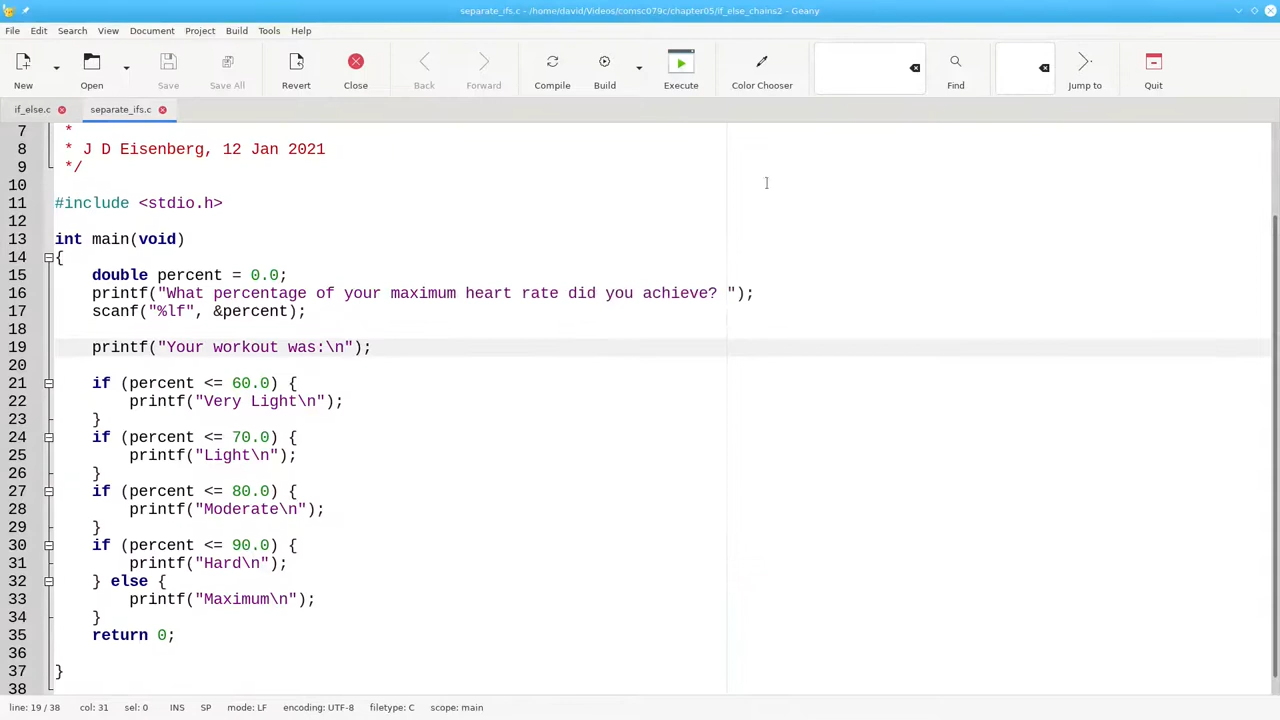 separate_ifs.c - /home/david/Videos/comsc079c/chapter05/if_else_chains2 - Geany
File Edit Search View Document Project Build Tools Help
New Open Save Save All Revert Close Back Forward Compile Build Execute Color Chooser Find Jump to Quit
if_else.c separate_ifs.c
7 *
8 * J D Eisenberg, 12 Jan 2021
9 */
10
11 #include <stdio.h>
12
13 int main(void)
14 {
15 double percent = 0.0;
16 printf("What percentage of your maximum heart rate did you achieve? ");
17 scanf("%lf", &percent);
18
19 printf("Your workout was:\n");
20
21 if (percent <= 60.0) {
22 printf("Very Light\n");
23 }
24 if (percent <= 70.0) {
25 printf("Light\n");
26 }
27 if (percent <= 80.0) {
28 printf("Moderate\n");
29 }
30 if (percent <= 90.0) {
31 printf("Hard\n");
32 } else {
33 printf("Maximum\n");
34 }
35 return 0;
36
37 }
38
line: 19 / 38 col: 31 sel: 0 INS SP mode: LF encoding: UTF-8 filetype: C scope: main